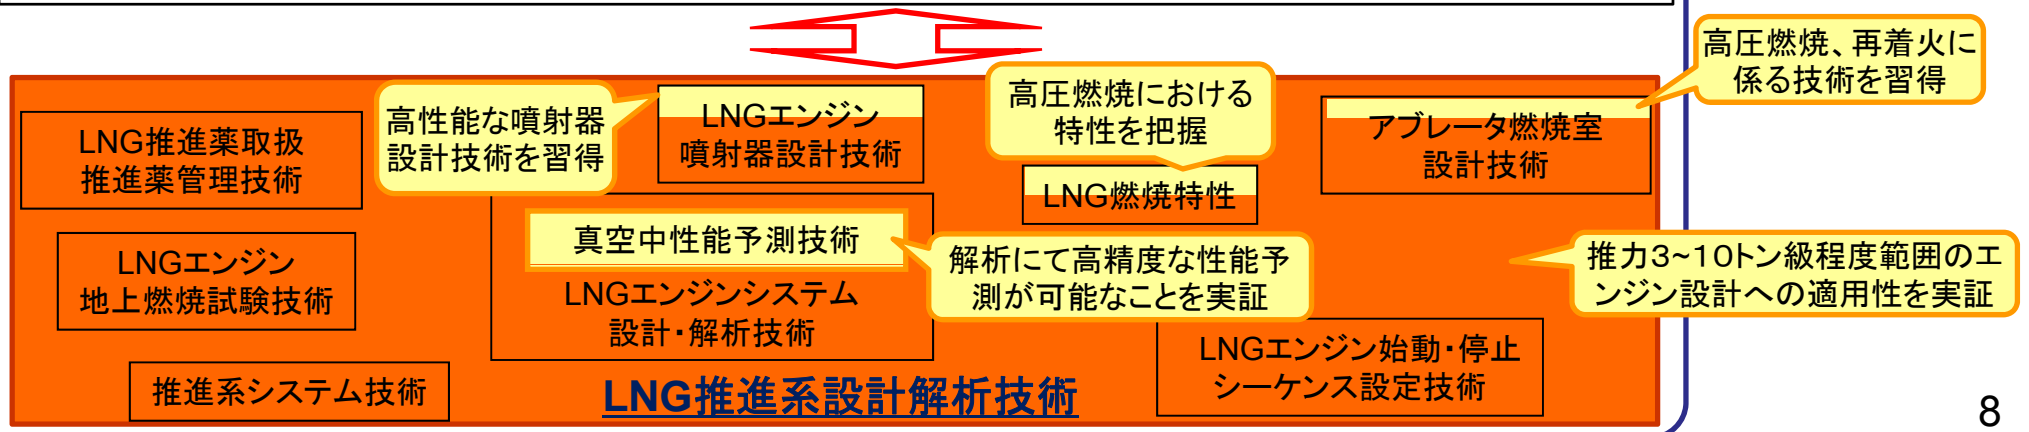 高圧燃焼、再着火に
係る技術を習得
LNG推進薬取扱
推進薬管理技術
高性能な噴射器
設計技術を習得
LNGエンジン
噴射器設計技術
高圧燃焼における
特性を把握
LNG燃焼特性
アブレータ燃焼室
設計技術
LNGエンジン
地上燃焼試験技術
真空中性能予測技術
LNGエンジンシステム
設計・解析技術
解析にて高精度な性能予
測が可能なことを実証
推力3~10トン級程度範囲のエ
ンジン設計への適用性を実証
推進系システム技術
LNG推進系設計解析技術
LNGエンジン始動・停止
シーケンス設定技術
8